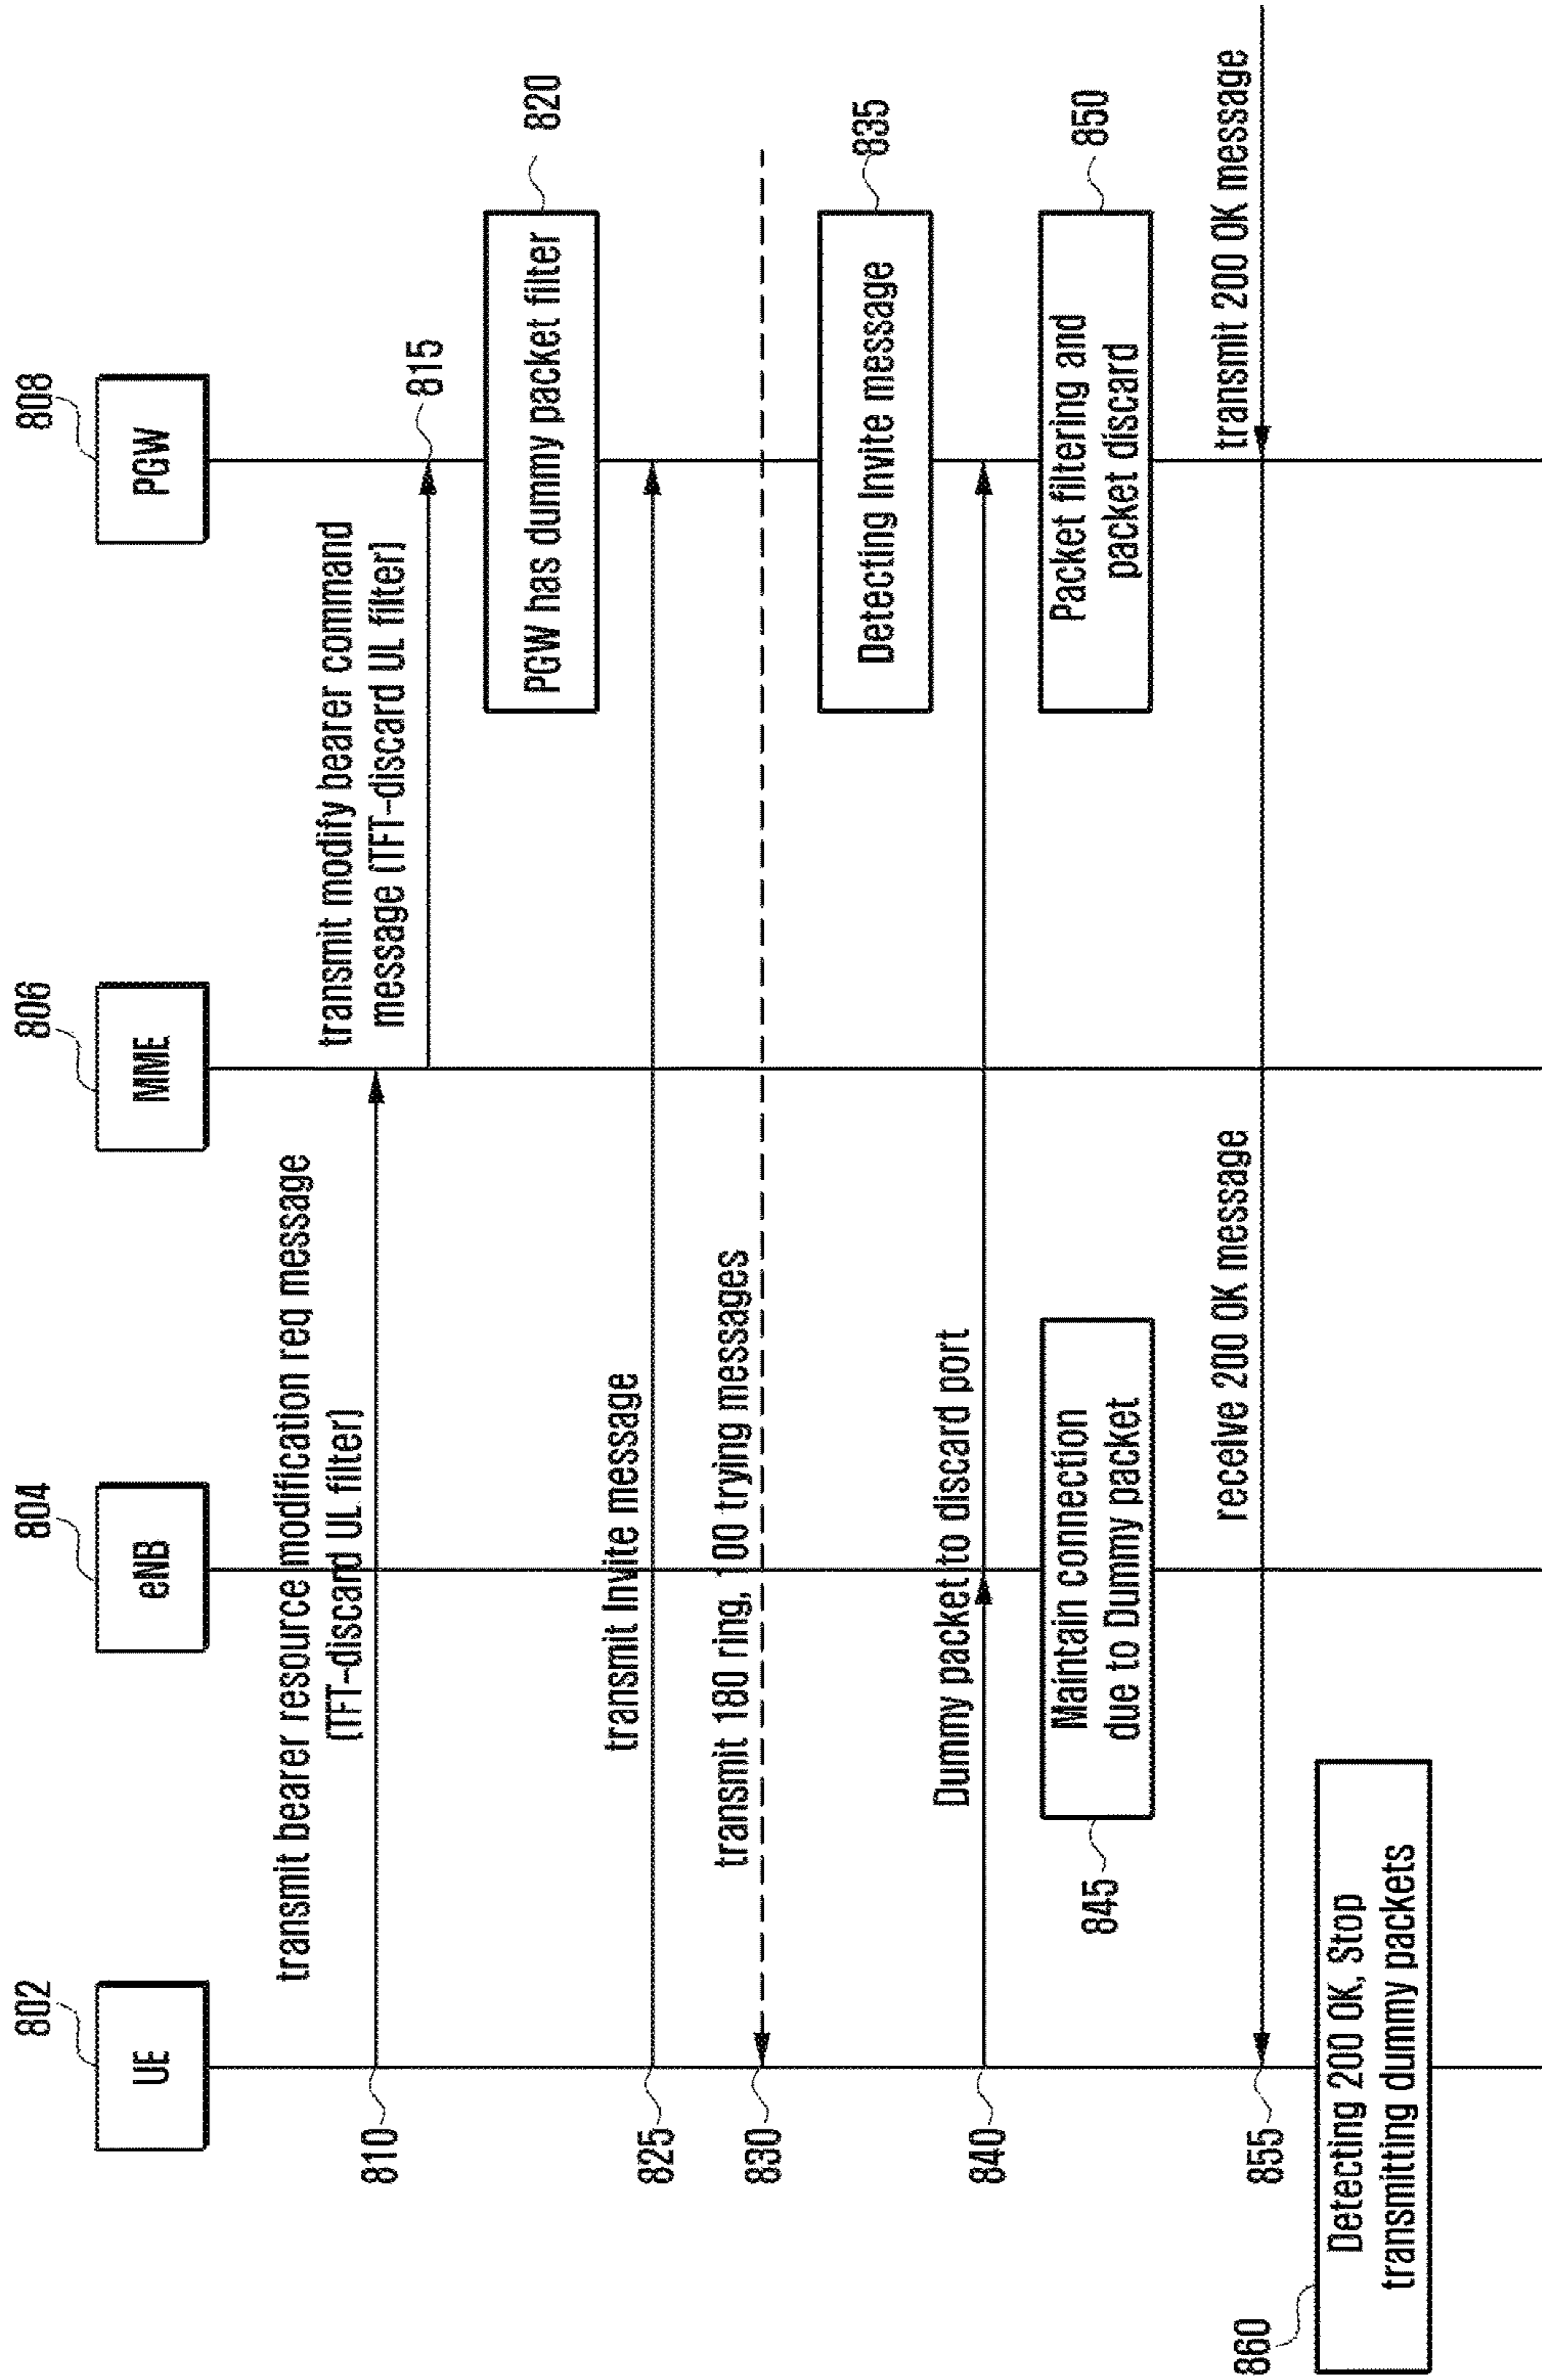 802
UE
804
eNB
806
MME
808
PGW
transmit bearer resource modification req message
(TFT-discard UL filter)
810
transmit modify bearer command
message (TFT-discard UL filter)
815
PGW has dummy packet filter
820
transmit Invite message
825
transmit 180 ring, 100 trying messages
830
Detecting Invite message
835
Dummy packet to discard port
840
Maintain connection
due to Dummy packet
845
Packet filtering and
packet discard
850
receive 200 OK message
transmit 200 OK message
855
Detecting 200 OK, Stop
transmitting dummy packets
860